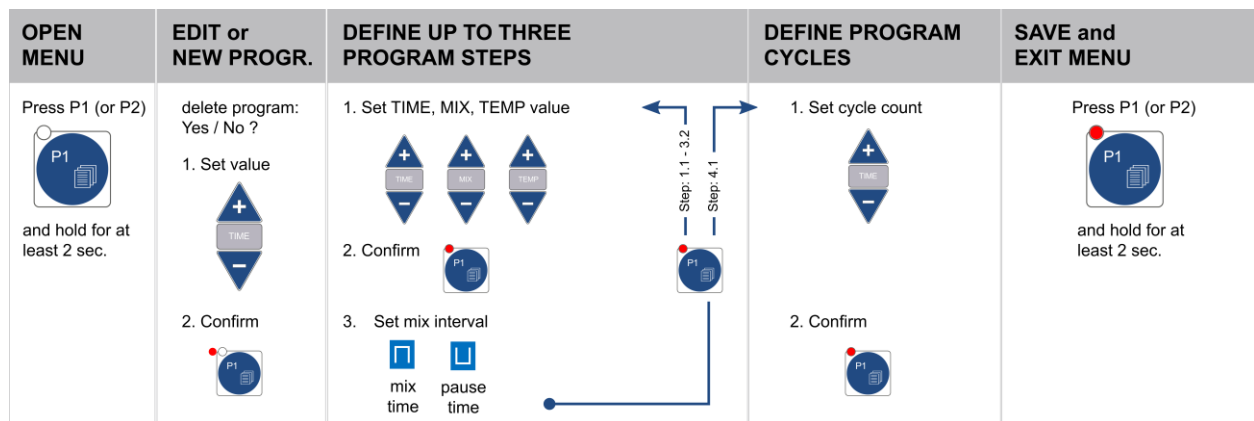 OPEN
MENU
Press P1 (or P2)
P1
and hold for at
least 2 sec.
EDIT or
NEW PROGR.
delete program:
Yes / No ?
1. Set value
+
TIME
−
2. Confirm
P1
DEFINE UP TO THREE
PROGRAM STEPS
1. Set TIME, MIX, TEMP value
+ + +
TIME MIX TEMP
− − −
2. Confirm
P1
3. Set mix interval
mix pause
time time
Step: 1.1 - 3.2
Step: 4.1
P1
DEFINE PROGRAM
CYCLES
1. Set cycle count
+
TIME
−
2. Confirm
P1
SAVE and
EXIT MENU
Press P1 (or P2)
P1
and hold for at
least 2 sec.